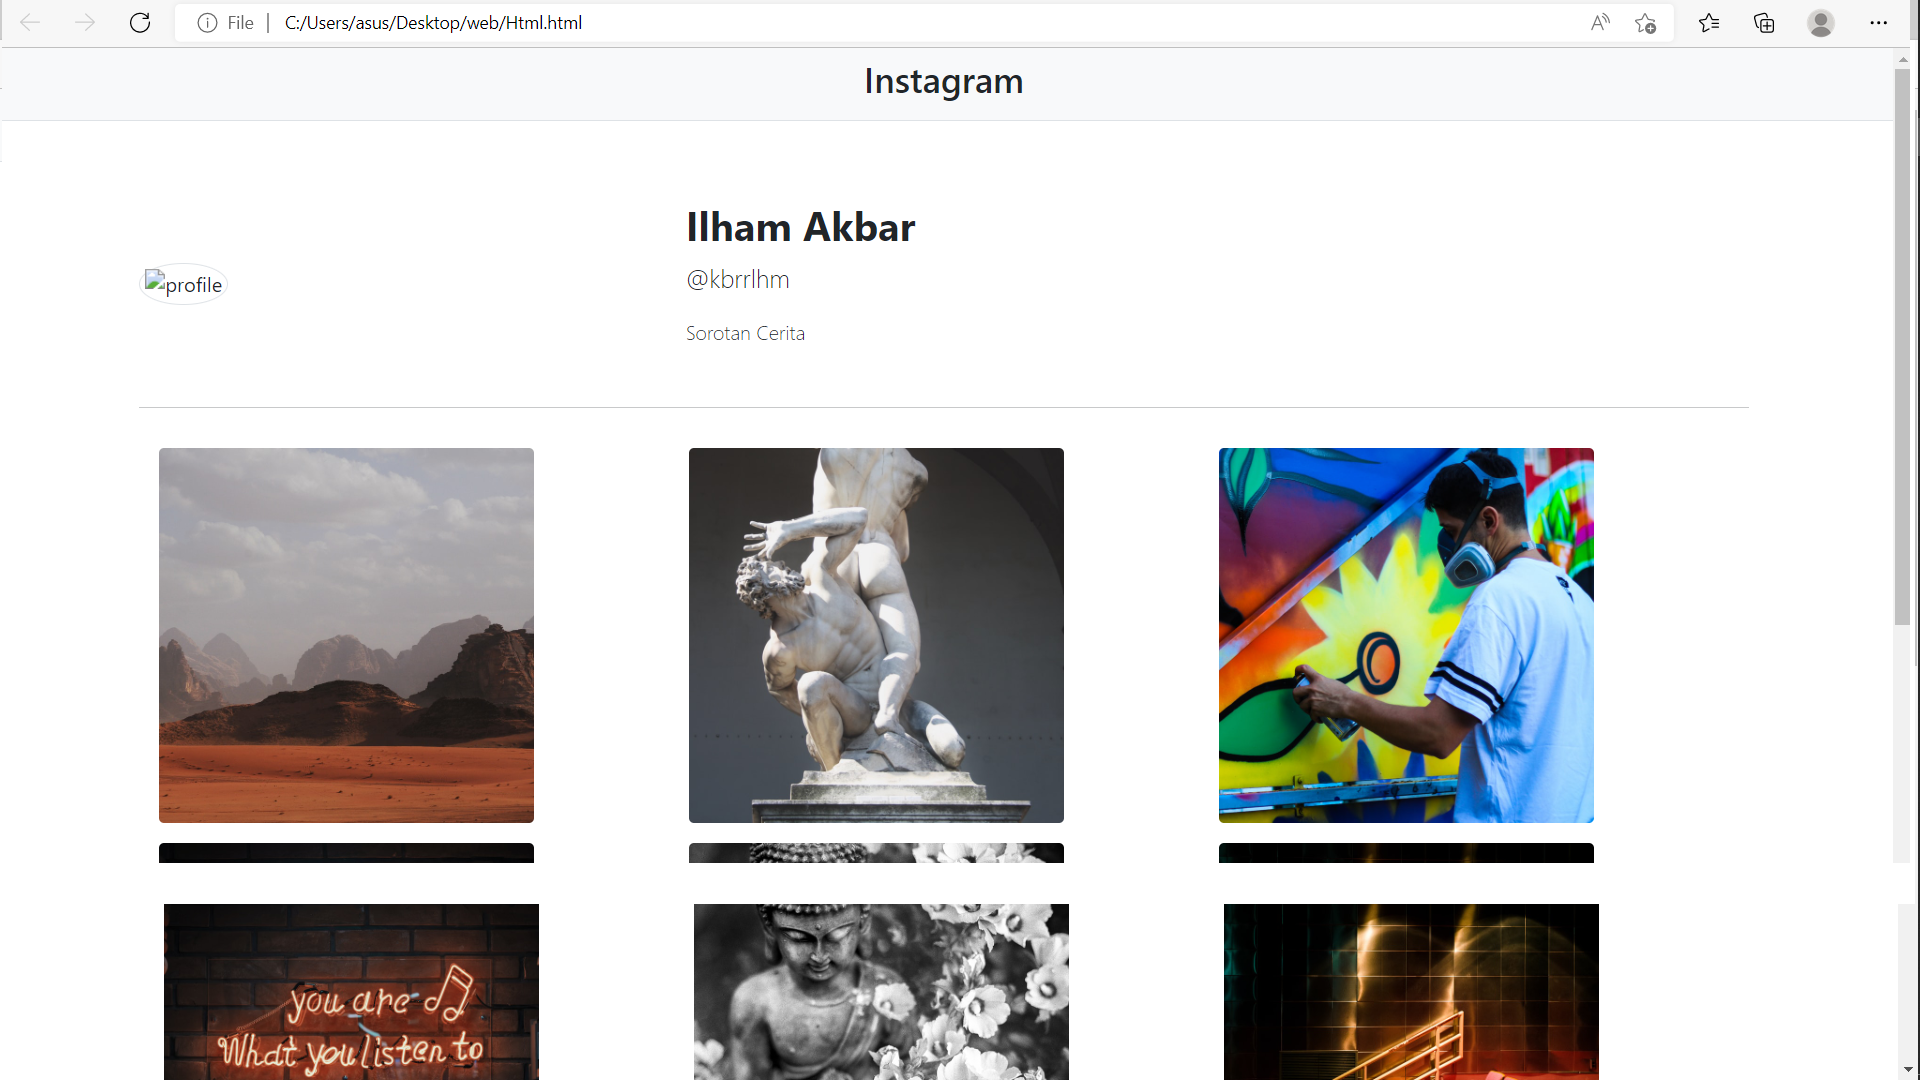 File
C:/Users/asus/Desktop/web/Html.html
A
Instagram
Ilham Akbar
@kbrrlhm
profile
Sorotan Cerita
you are
What you listen to